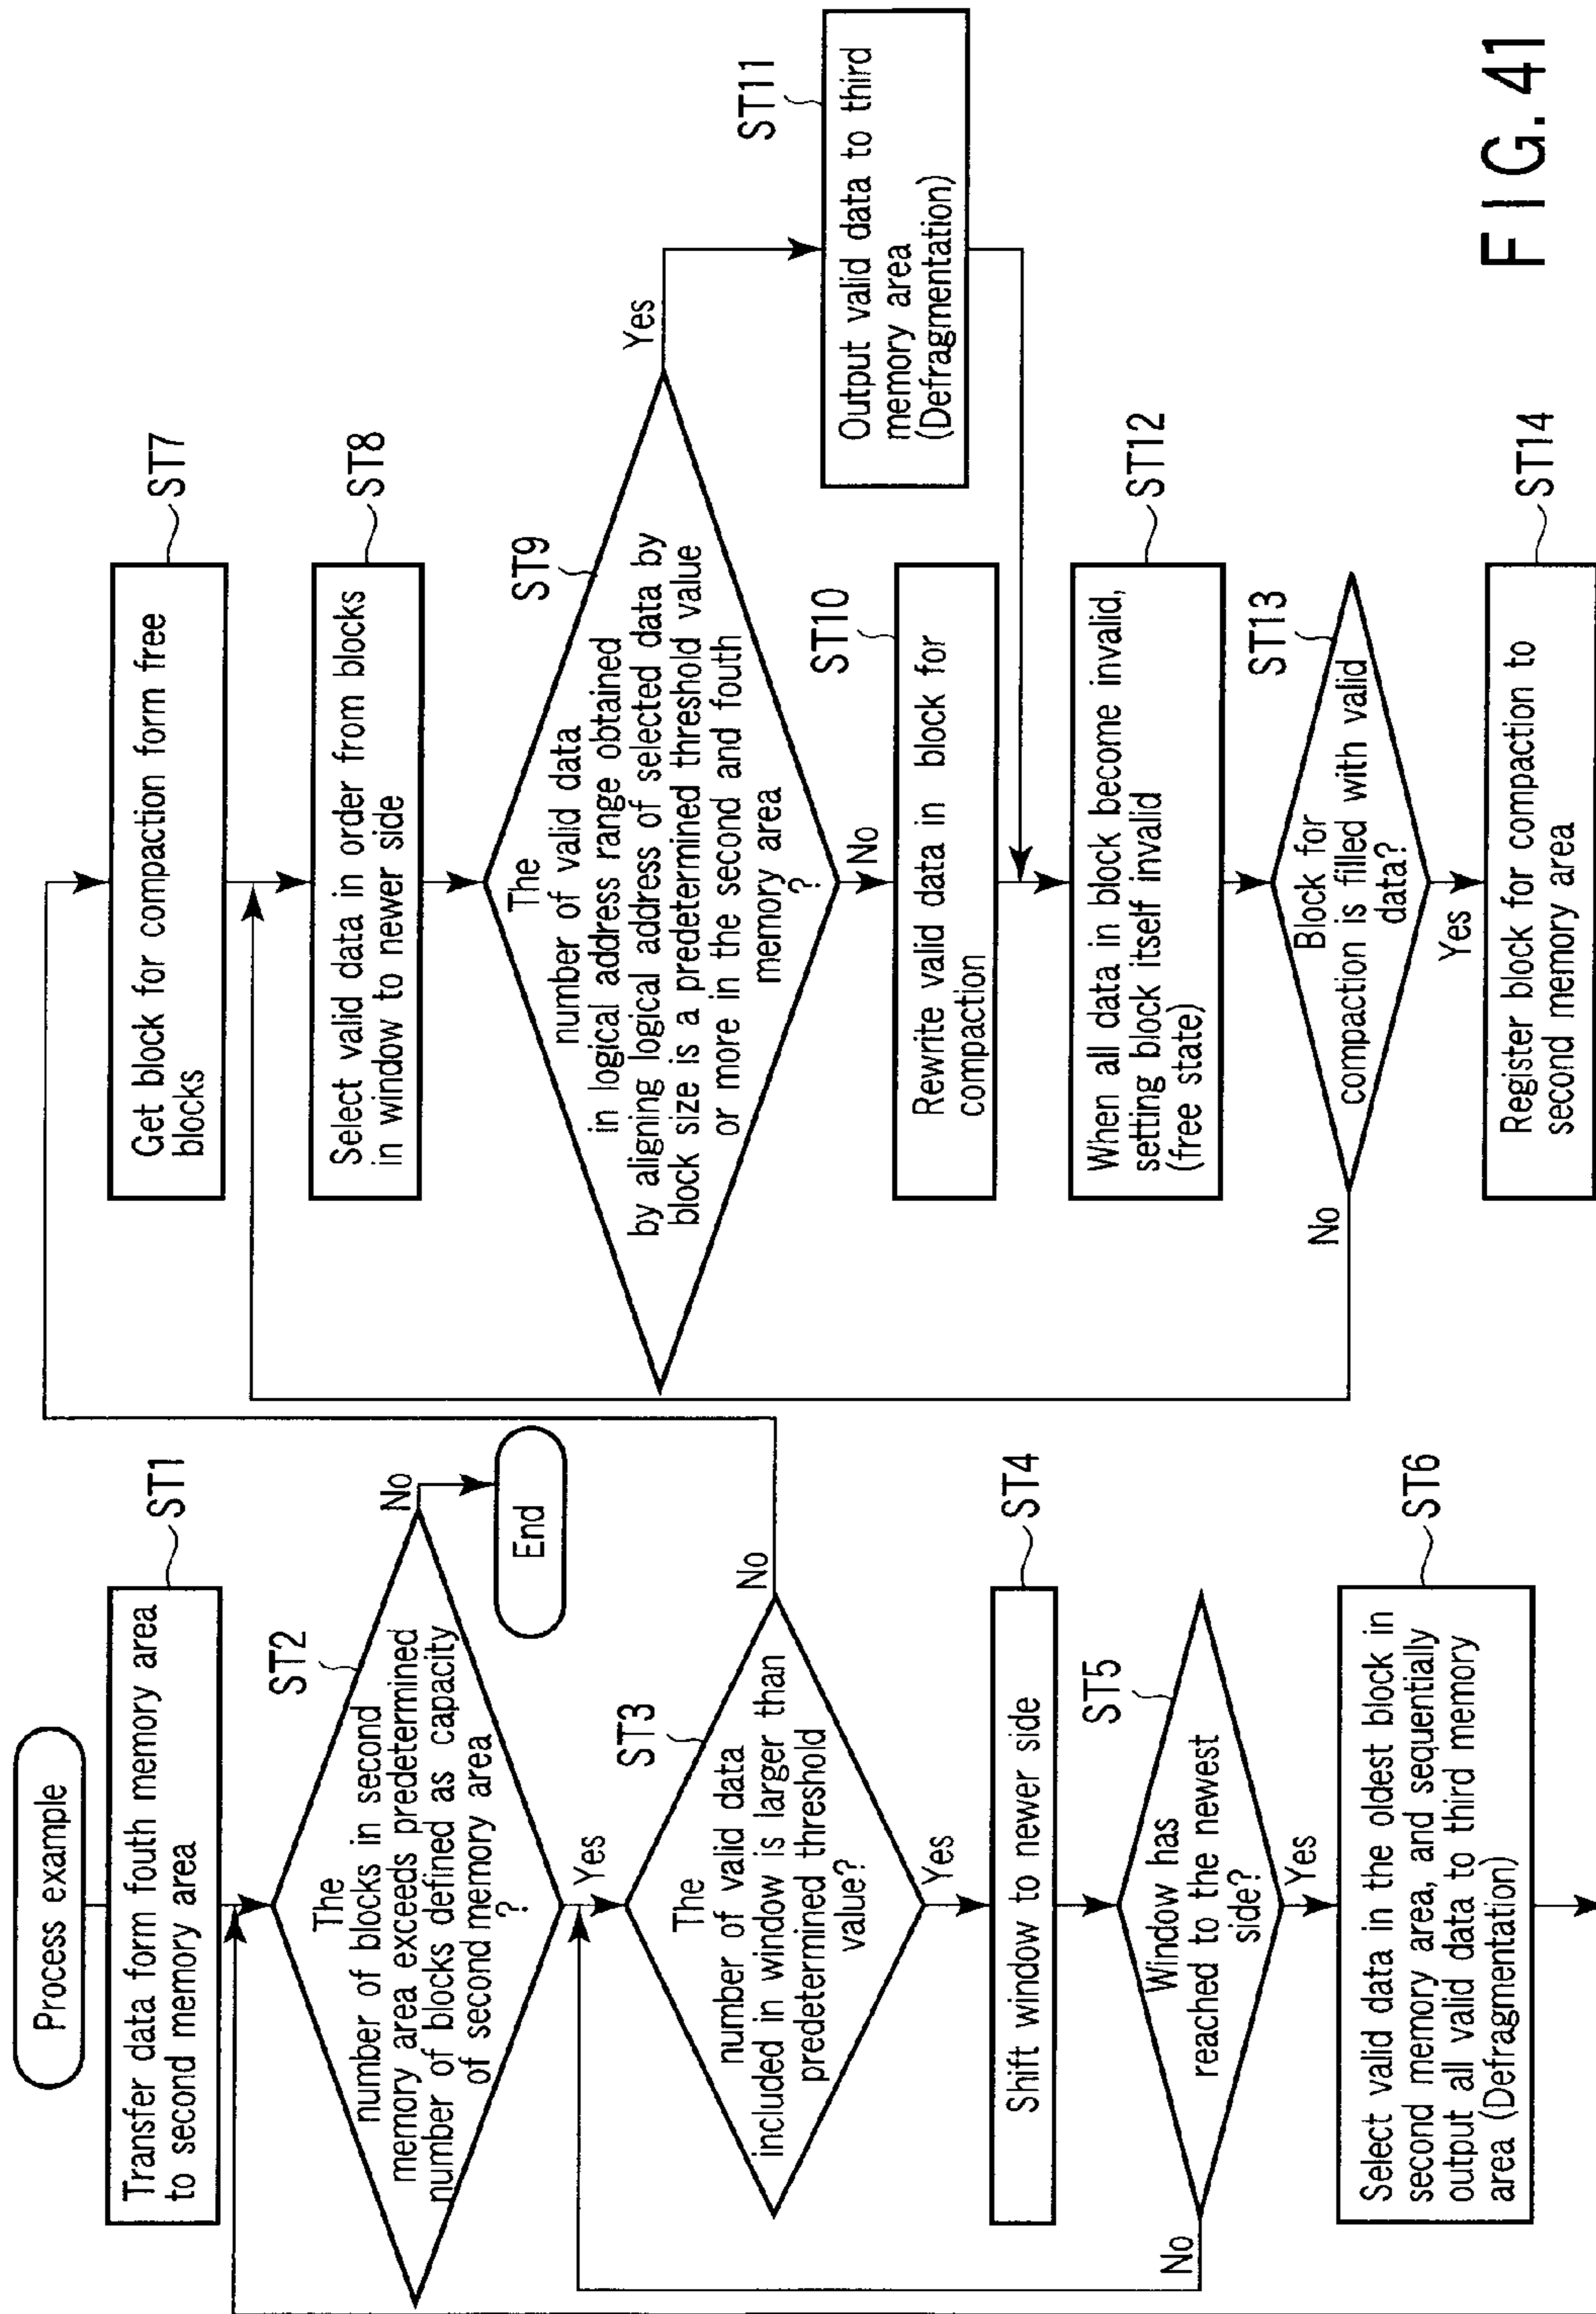 Process example
Transfer data form fouth memory area
to second memory area
ST1
The
number of blocks in second
memory area exceeds predetermined
number of blocks defined as capacity
of second memory area
?
ST2
No
End
Yes
The
number of valid data
included in window is larger than
predetermined threshold
value?
ST3
No
Yes
Shift window to newer side
ST4
Window has
reached to the newest
side?
ST5
No
Yes
Select valid data in the oldest block in
second memory area, and sequentially
output all valid data to third memory
area (Defragmentation)
ST6
Get block for compaction form free
blocks
ST7
Select valid data in order from blocks
in window to newer side
ST8
The
number of valid data
in logical address range obtained
by aligning logical address of selected data by
block size is a predetermined threshold value
or more in the second and fouth
memory area
?
ST9
Yes
No
Rewrite valid data in block for
compaction
ST10
Output valid data to third
memory area
(Defragmentation)
ST11
When all data in block become invalid,
setting block itself invalid
(free state)
ST12
Block for
compaction is filled with valid
data?
ST13
No
Yes
Register block for compaction to
second memory area
ST14
FIG. 41